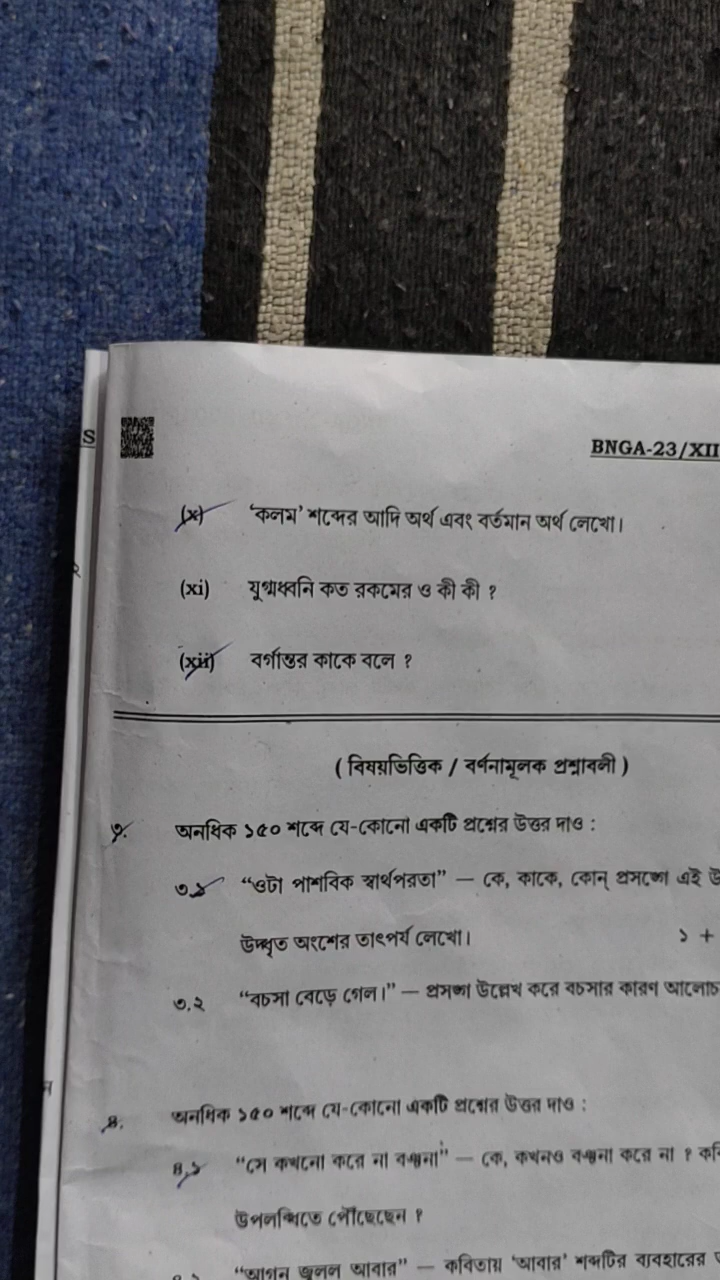 S
BNGA-23/XII
(x) 'কলম' শব্দের আদি অর্থ এবং বর্তমান অর্থ লেখো।
২
(xi) যুগ্মধ্বনি কত রকমের ও কী কী ?
(xii) বর্গান্তর কাকে বলে ?
( বিষয়ভিত্তিক / বর্ণনামূলক প্রশ্নাবলী )
৩. অনধিক ১৫০ শব্দে যে-কোনো একটি প্রশ্নের উত্তর দাও :
৩.১ “ওটা পাশবিক স্বার্থপরতা” — কে, কাকে, কোন্ প্রসঙ্গে এই
উদ্ধৃত অংশের তাৎপর্য লেখো। ১ +
৩.২ “বচসা বেড়ে গেল।” — প্রসঙ্গ উল্লেখ করে বচসার কারণ
৪. অনধিক ১৫০ শব্দে যে-কোনো একটি প্রশ্নের উত্তর দাও :
৪.১ “সে কখনো করে না বঞ্চনা” — কে, কখনও বঞ্চনা করে না ?
উপলব্ধিতে পৌঁছেছেন ?
“আগুন জ্বলল আবার” — কবিতায় 'আবার' শব্দটির ব্যবহারের